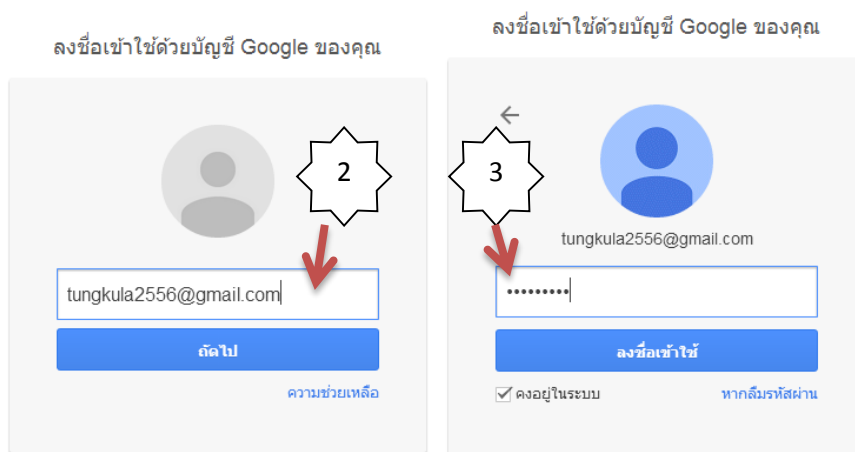 ลงชื่อเข้าใช้ด้วยบัญชี Google ของคุณ
2
tungkula2556@gmail.com
ถัดไป
ความช่วยเหลือ
ลงชื่อเข้าใช้ด้วยบัญชี Google ของคุณ
3
tungkula2556@gmail.com
•••••••••
ลงชื่อเข้าใช้
คงอยู่ในระบบ
หากลืมรหัสผ่าน